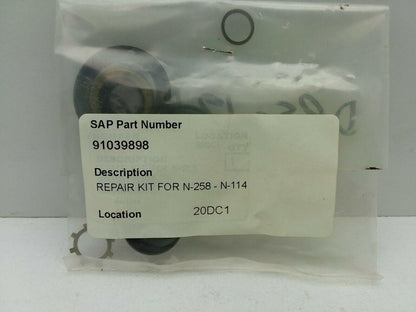 SAP Part Number
91039898
Description
REPAIR KIT FOR N-258 - N-114
Location 20DC1